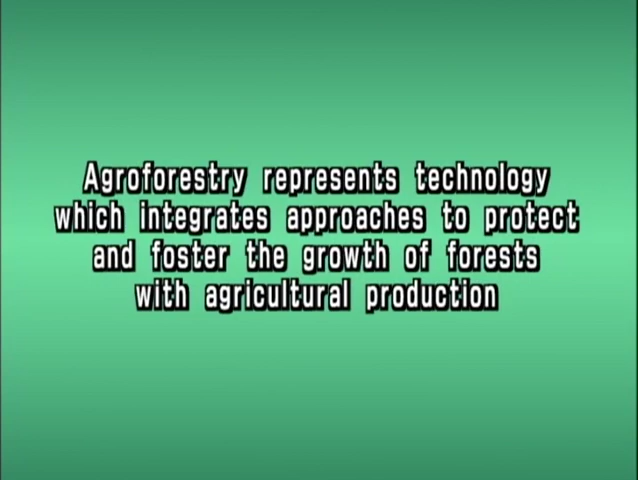 Agroforestry represents technology
which integrates approaches to protect
and foster the growth of forests
with agricultural production